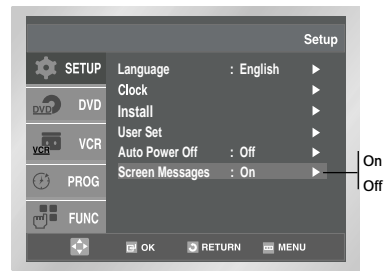 Setup
SETUP
DVD
DVD
VCR
VCR
PROG
FUNC
Language : English
Clock
Install
User Set
Auto Power Off : Off
Screen Messages : On
OK
RETURN
MENU
On
Off